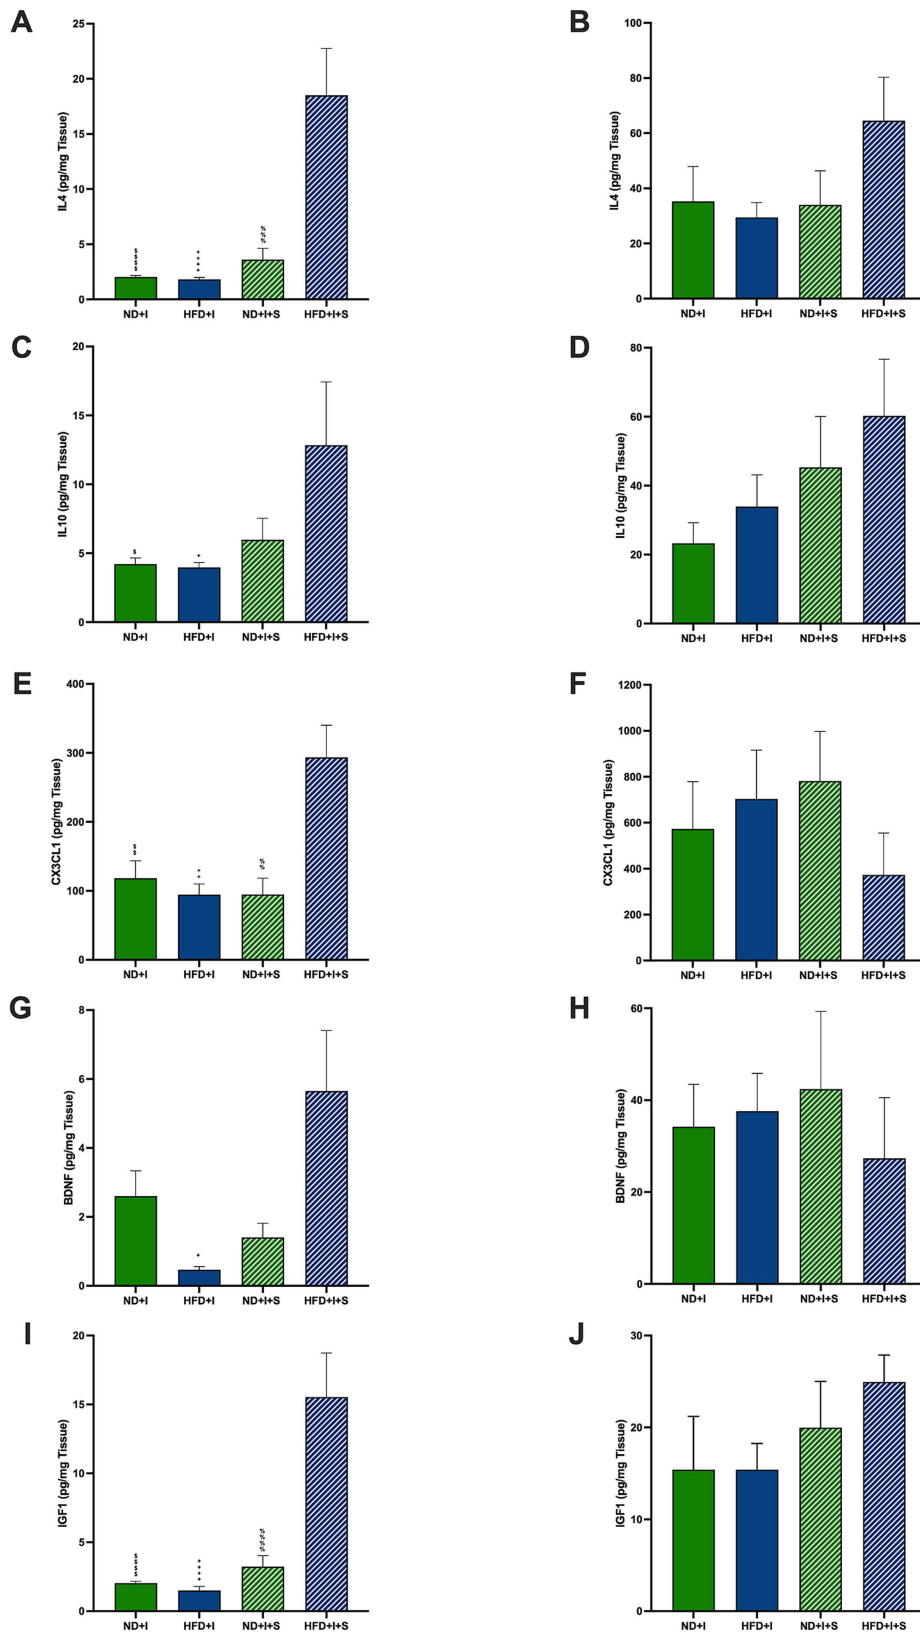 A
IL4 (pg/mg Tissue)
25
20
15
10
5
0
$
$
$
$
+
+
+
+
%
%
%
ND+I HFD+I ND+I+S HFD+I+S
B
IL4 (pg/mg Tissue)
100
80
60
40
20
0
ND+I HFD+I ND+I+S HFD+I+S
C
IL10 (pg/mg Tissue)
20
15
10
5
0
$
+
ND+I HFD+I ND+I+S HFD+I+S
D
IL10 (pg/mg Tissue)
80
60
40
20
0
ND+I HFD+I ND+I+S HFD+I+S
E
CX3CL1 (pg/mg Tissue)
400
300
200
100
0
$
$
+
+
%
%
ND+I HFD+I ND+I+S HFD+I+S
F
CX3CL1 (pg/mg Tissue)
1200
1000
800
600
400
200
0
ND+I HFD+I ND+I+S HFD+I+S
G
BDNF (pg/mg Tissue)
8
6
4
2
0
+
ND+I HFD+I ND+I+S HFD+I+S
H
BDNF (pg/mg Tissue)
60
40
20
0
ND+I HFD+I ND+I+S HFD+I+S
I
IGF1 (pg/mg Tissue)
20
15
10
5
0
$
$
$
$
+
+
+
+
%
%
%
%
ND+I HFD+I ND+I+S HFD+I+S
J
IGF1 (pg/mg Tissue)
30
20
10
0
ND+I HFD+I ND+I+S HFD+I+S